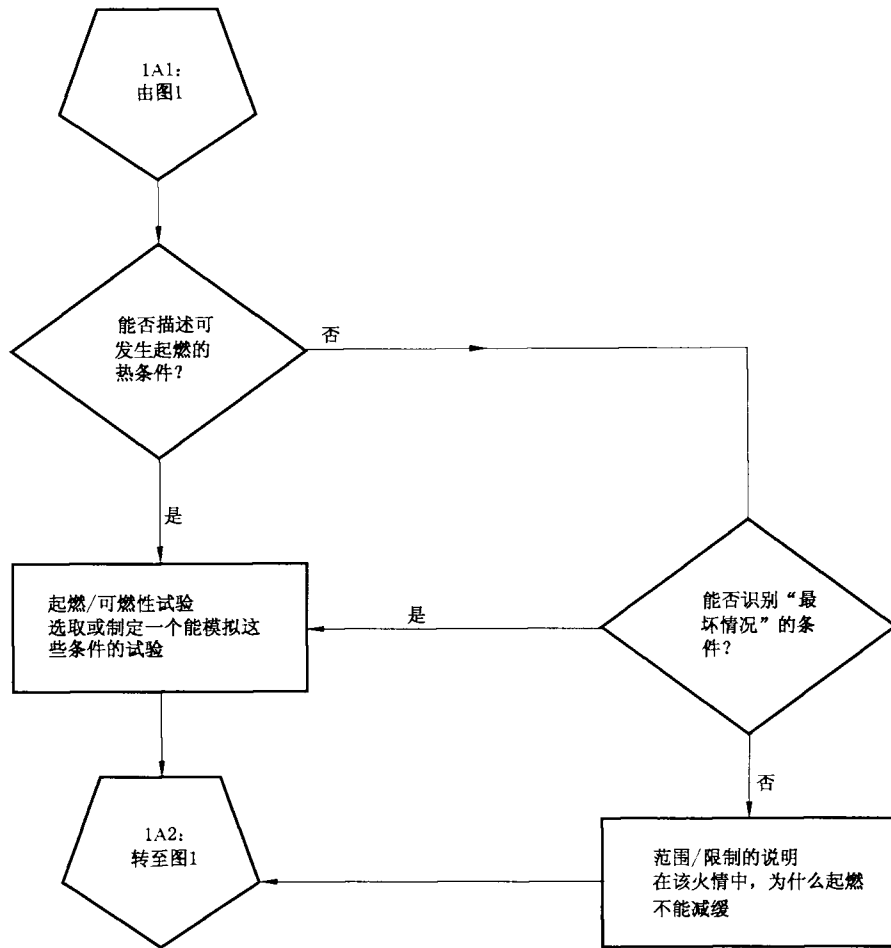 1A1:
由图1
能否描述可
发生起燃的
热条件?
否
是
起燃/可燃性试验
选取或制定一个能模拟这
些条件的试验
是
能否识别“最
坏情况”的条
件?
否
1A2:
转至图1
范围/限制的说明
在该火情中，为什么起燃
不能减缓